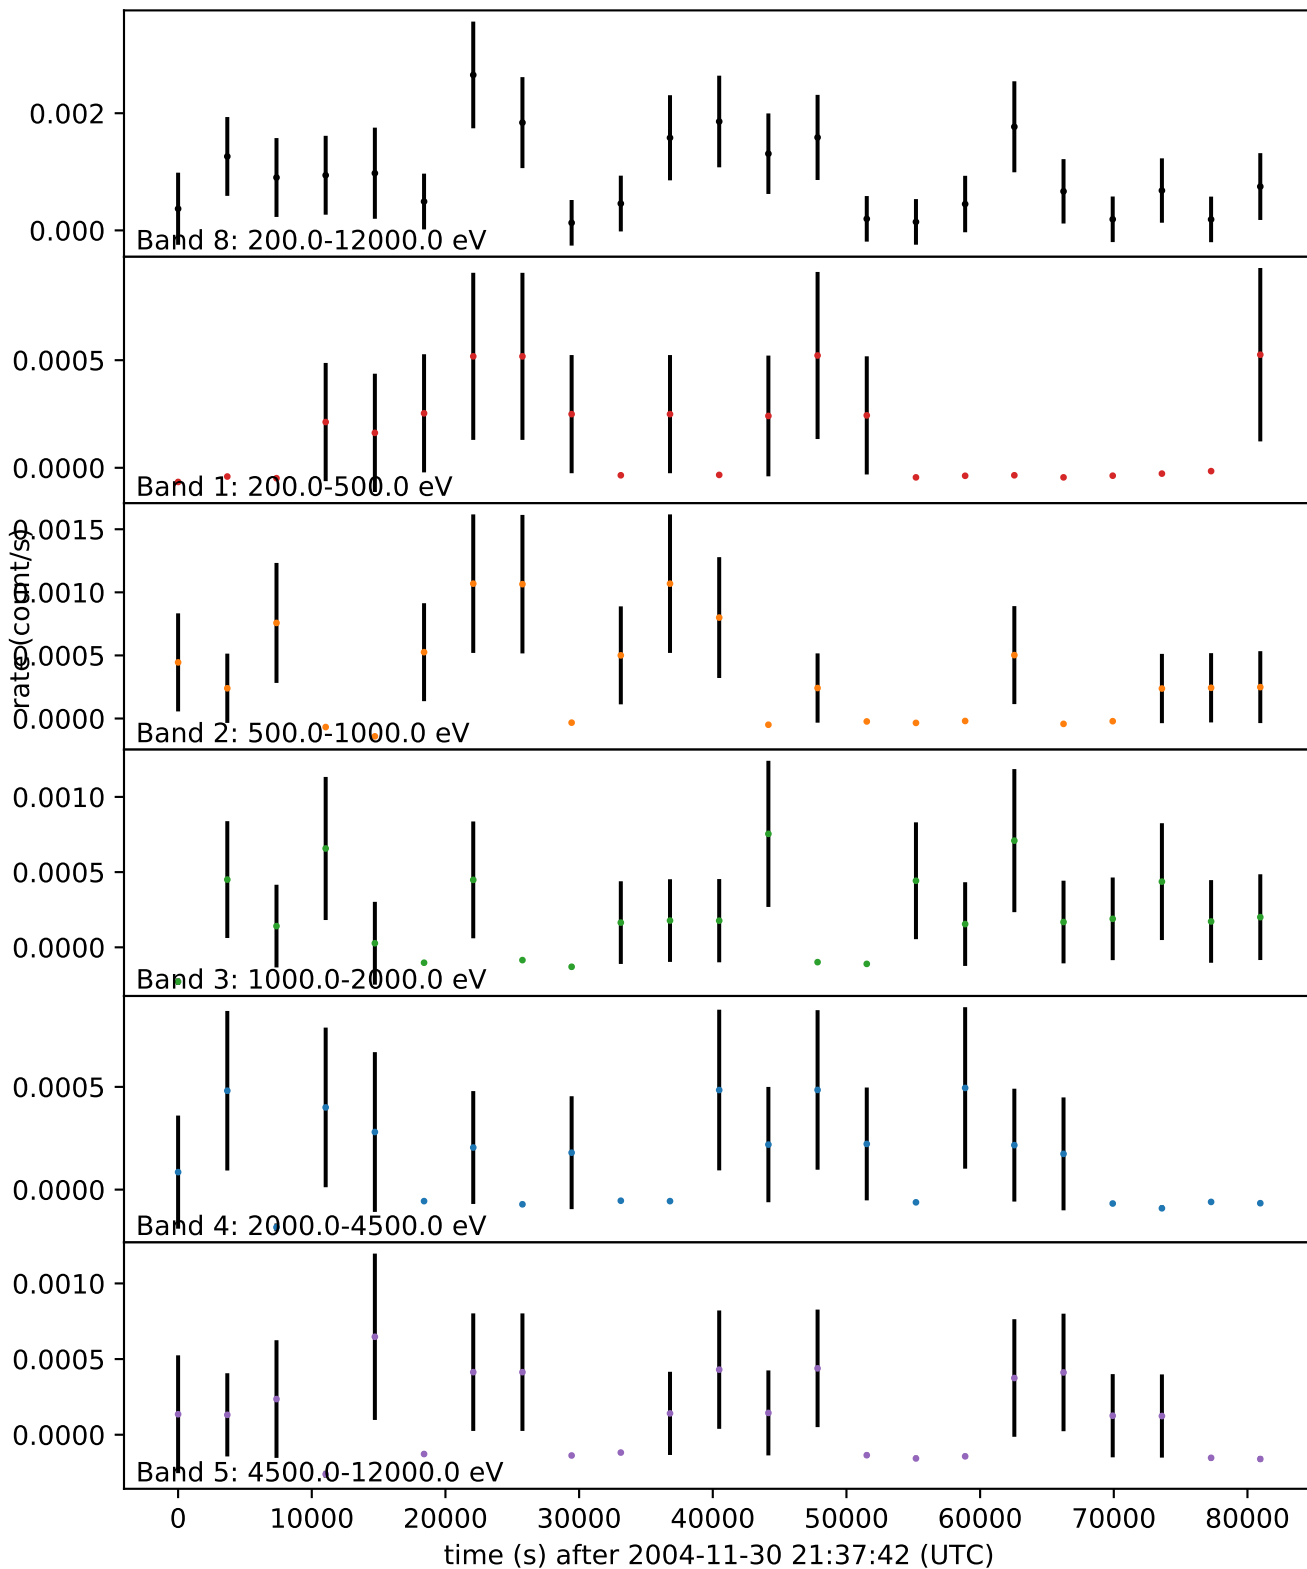 0.002
0.000
Band 8: 200.0-12000.0 eV
0.0005
0.0000
Band 1: 200.0-500.0 eV
rate (count/s)
0.0015
0.0010
0.0005
0.0000
Band 2: 500.0-1000.0 eV
0.0010
0.0005
0.0000
Band 3: 1000.0-2000.0 eV
0.0005
0.0000
Band 4: 2000.0-4500.0 eV
0.0010
0.0005
0.0000
Band 5: 4500.0-12000.0 eV
0 10000 20000 30000 40000 50000 60000 70000 80000
time (s) after 2004-11-30 21:37:42 (UTC)